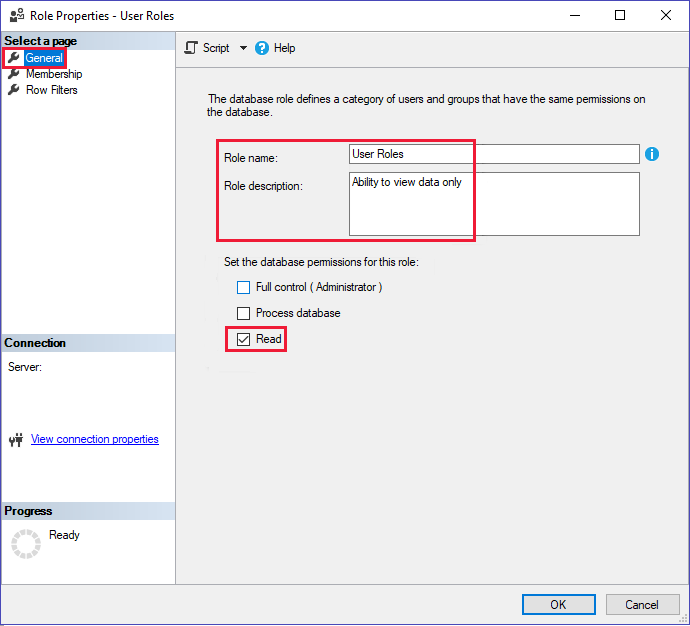 Role Properties - User Roles
Select a page
General
Membership
Row Filters
Script
Help
The database role defines a category of users and groups that have the same permissions on
the database.
Role name:
User Roles
Role description:
Ability to view data only
Set the database permissions for this role:
Full control ( Administrator )
Process database
Read
Connection
Server:
View connection properties
Progress
Ready
OK
Cancel